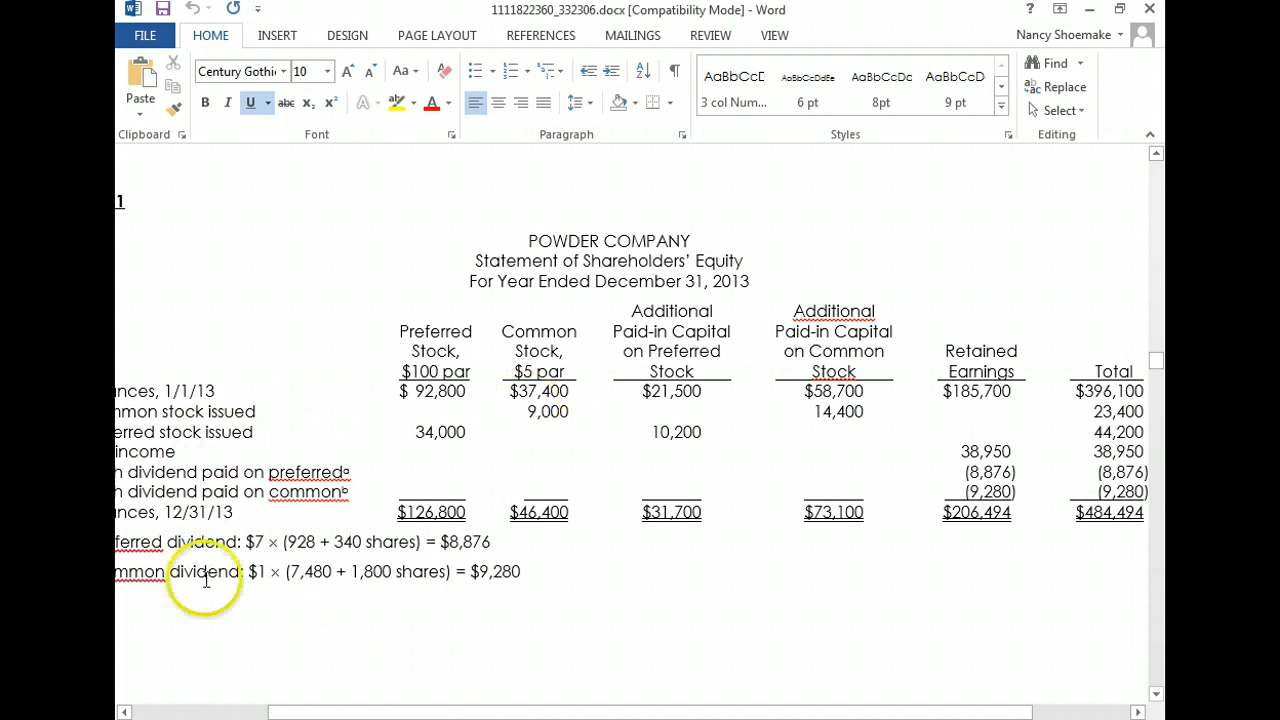 1111822360_332306.docx [Compatibility Mode] - Word
FILE HOME INSERT DESIGN PAGE LAYOUT REFERENCES MAILINGS REVIEW VIEW Nancy Shoemake
Century Gothi 10 Aa
Paste
B I U abc X₂ X² A A
AaBbCcD AaBbCcDdEe AaBbCcDc AaBbCcD
3 col Num... 6 pt 8pt 9 pt
Find
Replace
Select
Clipboard Font Paragraph Styles Editing
1
POWDER COMPANY
Statement of Shareholders’ Equity
For Year Ended December 31, 2013
Preferred Stock, $100 par
Common Stock, $5 par
Additional Paid-in Capital on Preferred Stock
Additional Paid-in Capital on Common Stock
Retained Earnings
Total
nces, 1/1/13 $ 92,800 $37,400 $21,500 $58,700 $185,700 $396,100
mmon stock issued 9,000 14,400 23,400
erred stock issued 34,000 10,200 44,200
income 38,950 38,950
h dividend paid on preferredᵃ (8,876) (8,876)
h dividend paid on commonᵇ (9,280) (9,280)
nces, 12/31/13 $126,800 $46,400 $31,700 $73,100 $206,494 $484,494
ferred dividend: $7 × (928 + 340 shares) = $8,876
mmon dividend: $1 × (7,480 + 1,800 shares) = $9,280